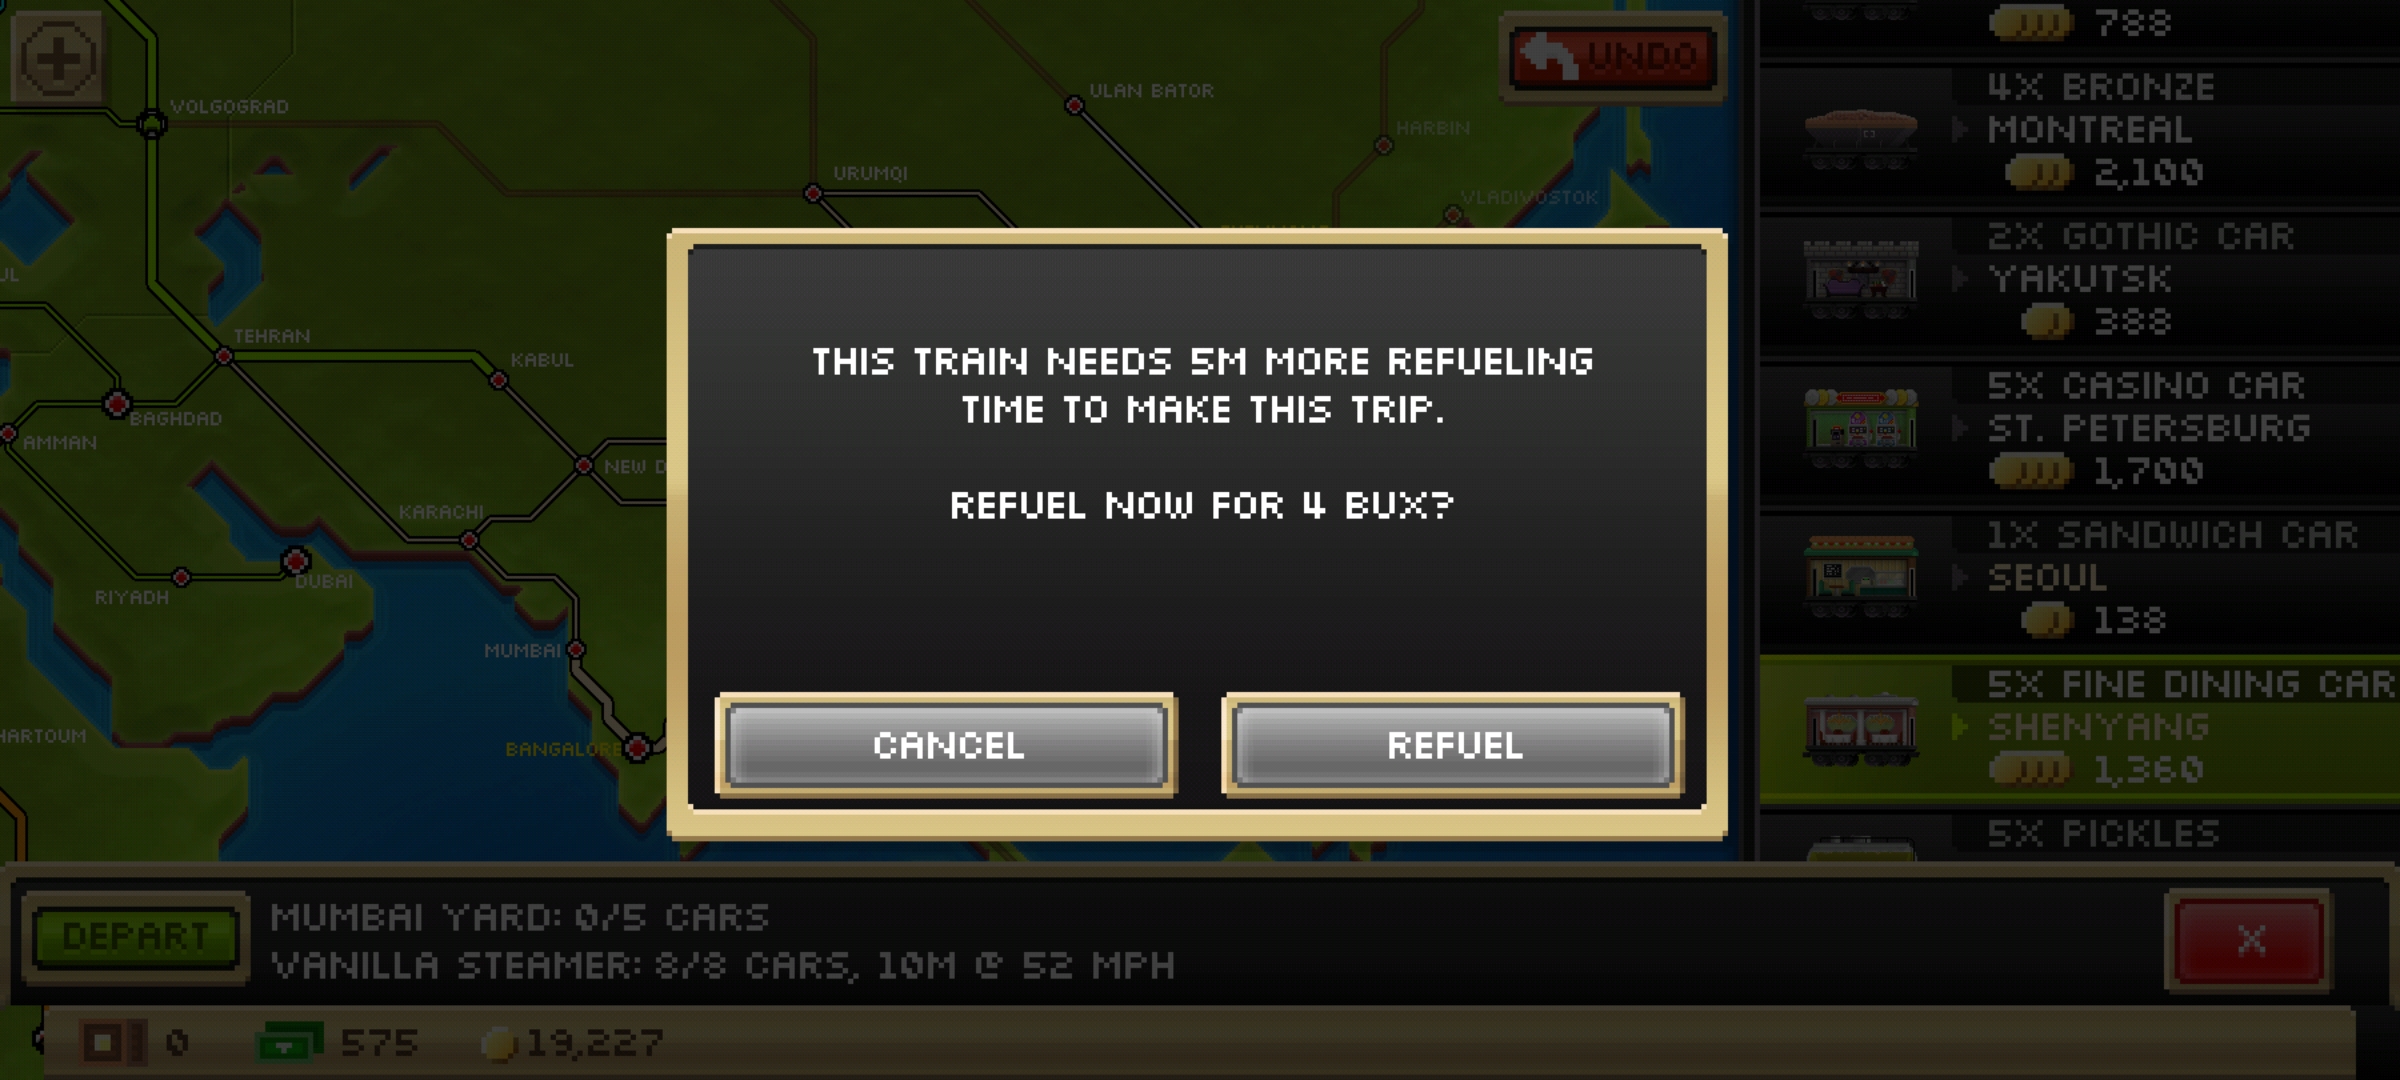 VOLGOGRAD
ULAN BATOR
UNDO
HARBIN
URUMQI
VLADIVOSTOK
UL
TEHRAN
KABUL
BAGHDAD
AMMAN
NEW D
KARACHI
DUBAI
RIYADH
MUMBAI
HARTOUM
BANGALORE
THIS TRAIN NEEDS 5M MORE REFUELING
TIME TO MAKE THIS TRIP.
REFUEL NOW FOR 4 BUX?
CANCEL
REFUEL
788
4X BRONZE
MONTREAL
2,100
2X GOTHIC CAR
YAKUTSK
388
5X CASINO CAR
ST. PETERSBURG
1,700
1X SANDWICH CAR
SEOUL
138
5X FINE DINING CAR
SHENYANG
1,360
5X PICKLES
DEPART
MUMBAI YARD: 0/5 CARS
VANILLA STEAMER: 8/8 CARS, 10M @ 52 MPH
X
0
575
19,227